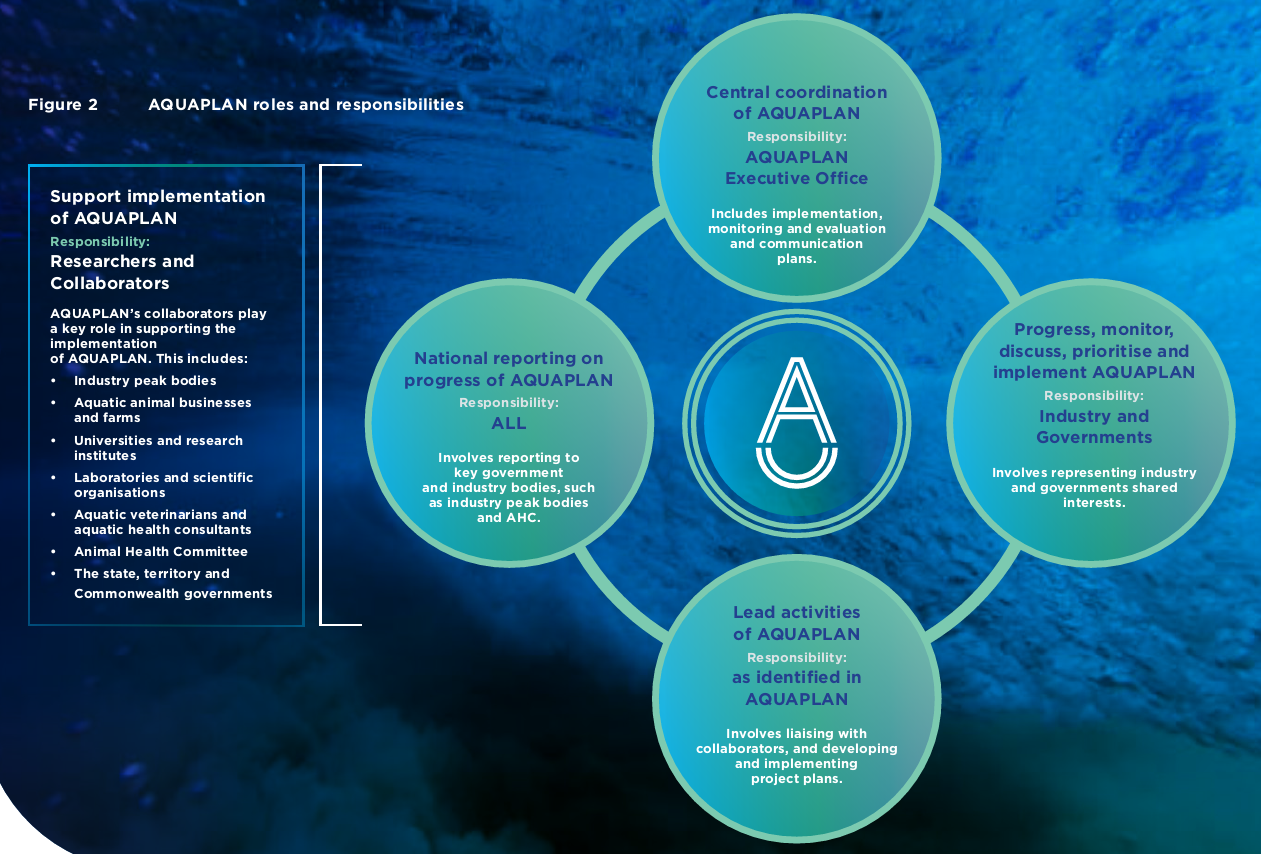 Figure 2 AQUAPLAN roles and responsibilities
Support implementation
of AQUAPLAN
Responsibility:
Researchers and
Collaborators
AQUAPLAN’s collaborators play
a key role in supporting the
implementation
of AQUAPLAN. This includes:
• Industry peak bodies
• Aquatic animal businesses
and farms
• Universities and research
institutes
• Laboratories and scientific
organisations
• Aquatic veterinarians and
aquatic health consultants
• Animal Health Committee
• The state, territory and
Commonwealth governments
Central coordination
of AQUAPLAN
Responsibility:
AQUAPLAN
Executive Office
Includes implementation,
monitoring and evaluation
and communication
plans.
National reporting on
progress of AQUAPLAN
Responsibility:
ALL
Involves reporting to
key government
and industry bodies, such
as industry peak bodies
and AHC.
Progress, monitor,
discuss, prioritise and
implement AQUAPLAN
Responsibility:
Industry and
Governments
Involves representing industry
and governments shared
interests.
Lead activities
of AQUAPLAN
Responsibility:
as identified in
AQUAPLAN
Involves liaising with
collaborators, and developing
and implementing
project plans.